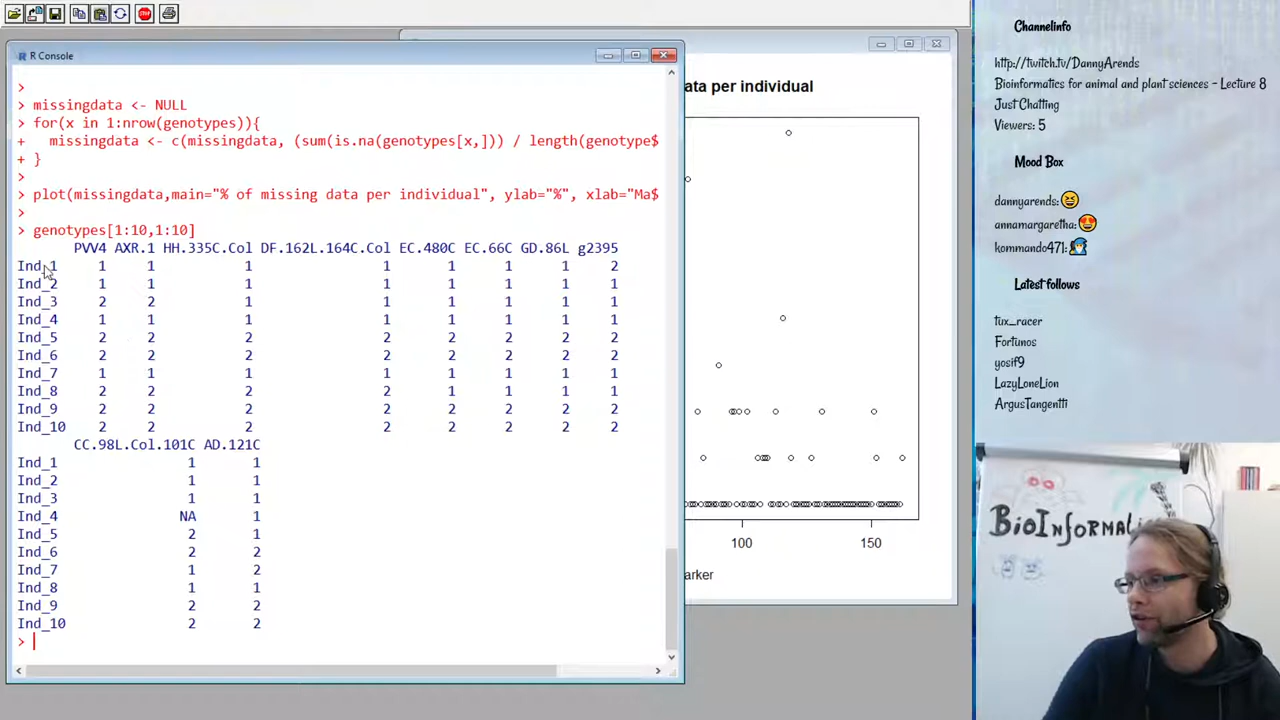 R Console
>
> missingdata <- NULL
> for(x in 1:nrow(genotypes)){
+   missingdata <- c(missingdata, (sum(is.na(genotypes[x,])) / length(genotype$
+ }
>
> plot(missingdata,main="% of missing data per individual", ylab="%", xlab="Ma$
>
> genotypes[1:10,1:10]
PVV4 AXR.1 HH.335C.Col DF.162L.164C.Col EC.480C EC.66C GD.86L g2395
Ind_1 1 1 1 1 1 1 1 2
Ind_2 1 1 1 1 1 1 1 1
Ind_3 2 2 1 1 1 1 1 1
Ind_4 1 1 1 1 1 1 1 1
Ind_5 2 2 2 2 2 2 2 2
Ind_6 2 2 2 2 2 2 2 2
Ind_7 1 1 1 1 1 1 1 1
Ind_8 2 2 2 2 1 1 1 1
Ind_9 2 2 2 2 2 2 2 2
Ind_10 2 2 2 2 2 2 2 2
CC.98L.Col.101C AD.121C
Ind_1 1 1
Ind_2 1 1
Ind_3 1 1
Ind_4 NA 1
Ind_5 2 1
Ind_6 2 2
Ind_7 1 2
Ind_8 1 1
Ind_9 2 2
Ind_10 2 2
>
ata per individual
100 150
arker
Channelinfo
http://twitch.tv/DannyArends
Bioinformatics for animal and plant sciences - Lecture 8
Just Chatting
Viewers: 5
Mood Box
dannyarends:
annamargaretha:
kommando471:
Latest follows
tux_racer
Fortunos
yosif9
LazyLoneLion
ArgusTangentti
BioInformati